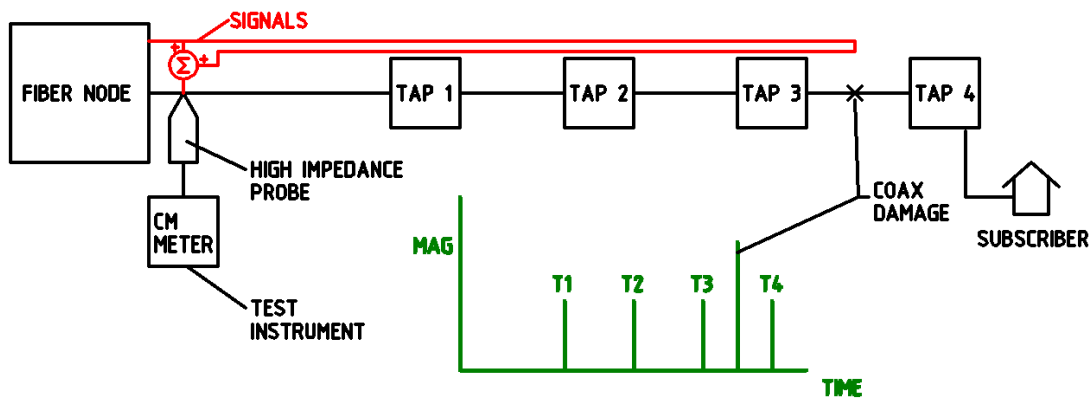 SIGNALS
+
+
Σ
FIBER NODE
TAP 1
TAP 2
TAP 3
TAP 4
HIGH IMPEDANCE
PROBE
CM
METER
COAX
DAMAGE
SUBSCRIBER
MAG
T1
T2
T3
T4
TEST
INSTRUMENT
TIME